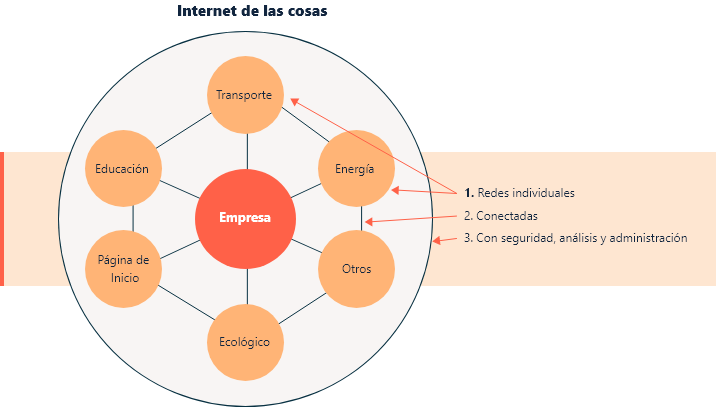 Internet de las cosas
Transporte
Educación
Energía
Empresa
Página de
Inicio
Otros
Ecológico
1. Redes individuales
2. Conectadas
3. Con seguridad, análisis y administración